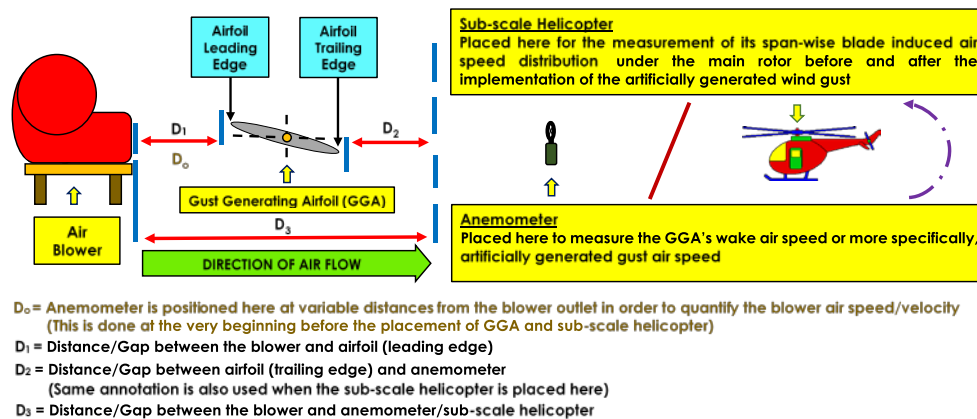 Airfoil
Leading
Edge
Airfoil
Trailing
Edge
Sub-scale Helicopter
Placed here for the measurement of its span-wise blade induced air
speed distribution under the main rotor before and after the
implementation of the artificially generated wind gust
D₁
D₂
Dₒ
Gust Generating Airfoil (GGA)
D₃
Air
Blower
Anemometer
Placed here to measure the GGA's wake air speed or more specifically,
artificially generated gust air speed
DIRECTION OF AIR FLOW
Dₒ = Anemometer is positioned here at variable distances from the blower outlet in order to quantify the blower air speed/velocity
(This is done at the very beginning before the placement of GGA and sub-scale helicopter)
D₁ = Distance/Gap between the blower and airfoil (leading edge)
D₂ = Distance/Gap between airfoil (trailing edge) and anemometer
(Same annotation is also used when the sub-scale helicopter is placed here)
D₃ = Distance/Gap between the blower and anemometer/sub-scale helicopter